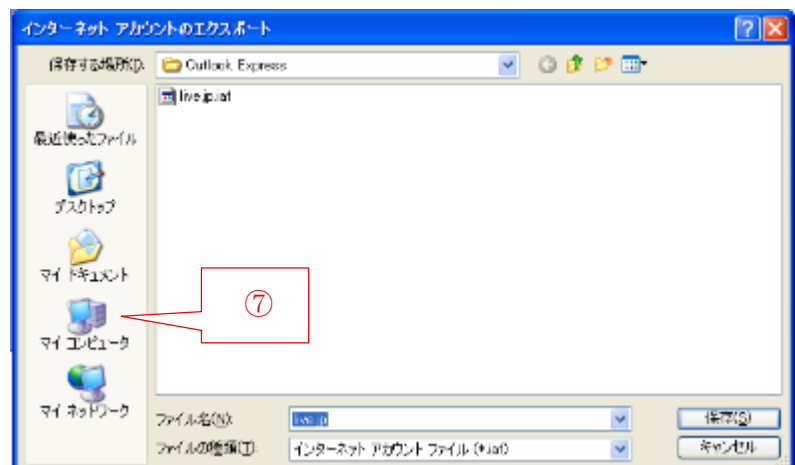 インターネット アカウントのエクスポート
保存する場所(I):
Outlook Express
live.jp.iaf
最近使ったファイル
デスクトップ
マイ ドキュメント
⑦
マイ コンピュータ
マイ ネットワーク
ファイル名(N):
live.jp
保存(S)
ファイルの種類(T):
インターネット アカウント ファイル (*.iaf)
キャンセル